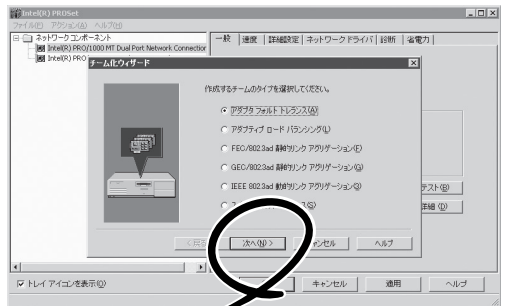 Intel(R) PROSet
ファイル(F) アクション(A) ヘルプ(H)
ネットワークコンポーネント
Intel(R) PRO/1000 MT Dual Port Network Connection
Intel(R) PRO
一般 速度 詳細設定 ネットワークドライバ 診断 省電力
チーム化ウィザード
作成するチームのタイプを選択してください。
アダプタ フォルト トレランス(A)
アダプティブ ロード バランシング(L)
FEC/802.3ad 静的リンク アグリゲーション(F)
GEC/802.3ad 静的リンク アグリゲーション(G)
IEEE 802.3ad 動的リンク アグリゲーション(3)
ス ス(S)
テスト(B)
詳細(D)
< 戻 次へ(N) > ャンセル ヘルプ
トレイ アイコンを表示(O)
キャンセル 適用 ヘルプ